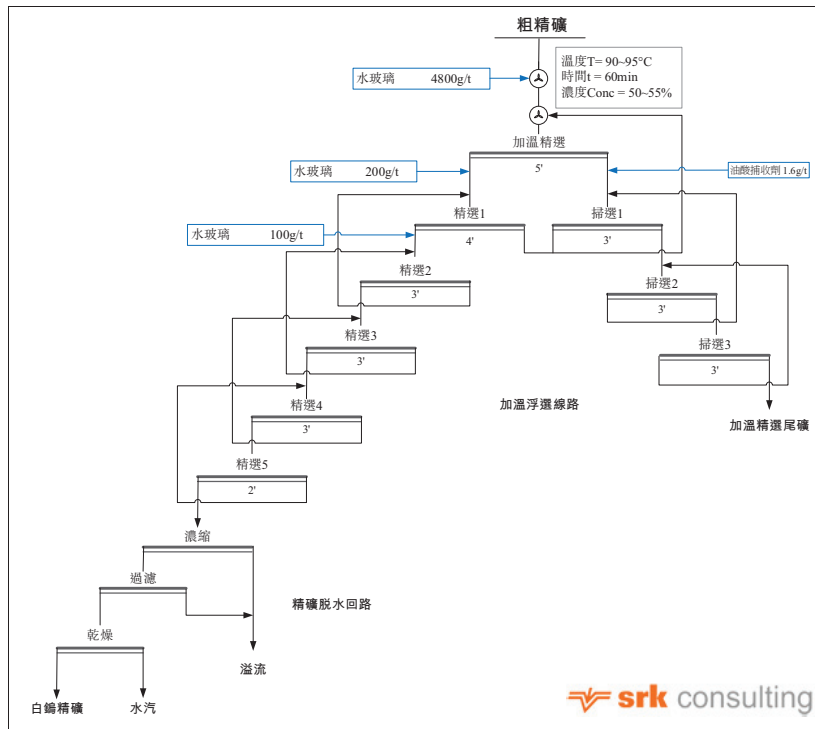 粗精礦
水玻璃 4800g/t
溫度T= 90~95°C
時間t = 60min
濃度Conc = 50~55%
加溫精選
水玻璃 200g/t
5'
油酸捕收劑 1.6g/t
精選1
掃選1
水玻璃 100g/t
4'
3'
精選2
掃選2
3'
3'
精選3
掃選3
3'
3'
精選4
加溫浮選線路
加溫精選尾礦
3'
精選5
2'
濃縮
過濾
精礦脱水回路
乾燥
溢流
白鎢精礦
水汽
srk consulting